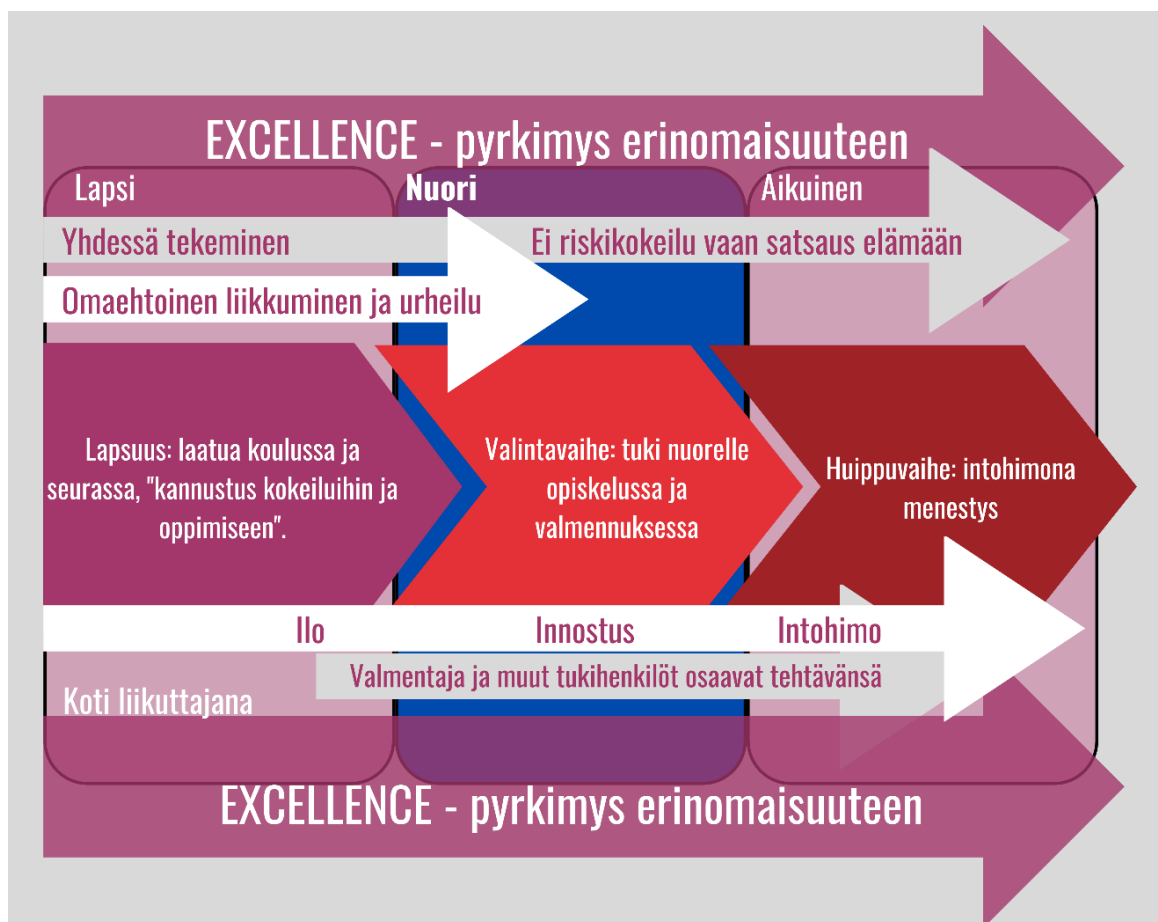 EXCELLENCE - pyrkimys erinomaisuuteen
Lapsi
Nuori
Aikuinen
Yhdessä tekeminen
Ei riskikokeilu vaan satsaus elämään
Omaehtoinen liikkuminen ja urheilu
Lapsuus: laatua koulussa ja
seurassa, "kannustus kokeiluihin ja
oppimiseen".
Valintavaihe: tuki nuorelle
opiskelussa ja
valmennuksessa
Huippuvaihe: intohimona
menestys
Ilo
Innostus
Intohimo
Valmentaja ja muut tukihenkilöt osaavat tehtävänsä
Koti liikuttajana
EXCELLENCE - pyrkimys erinomaisuuteen